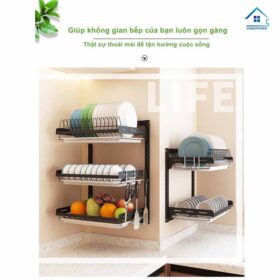 Giúp không gian bếp của bạn luôn gọn gàng
Thật sự thoải mái để tận hưởng cuộc sống
LIFE